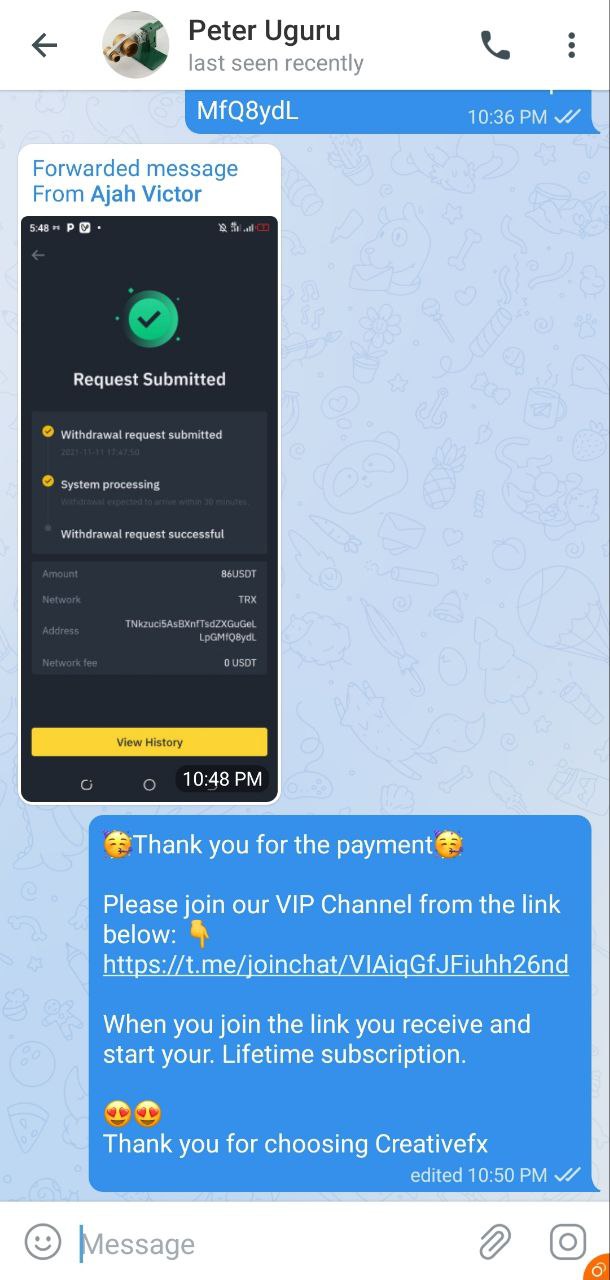 Peter Uguru
last seen recently
MfQ8ydL
10:36 PM
Forwarded message
From Ajah Victor
5:48
Request Submitted
Withdrawal request submitted
2021-11-11 17:47:50
System processing
Withdrawal expected to arrive within 30 minutes.
Withdrawal request successful
Amount 86USDT
Network TRX
Address TNkzuci5AsBXnfTsdZXGuGeL
LpGMfQ8ydL
Network fee 0 USDT
View History
10:48 PM
🥳Thank you for the payment🥳
Please join our VIP Channel from the link
below: 👇
https://t.me/joinchat/VIAiqGfJFiuhh26nd
When you join the link you receive and
start your. Lifetime subscription.
😍😍
Thank you for choosing Creativefx
edited 10:50 PM
Message